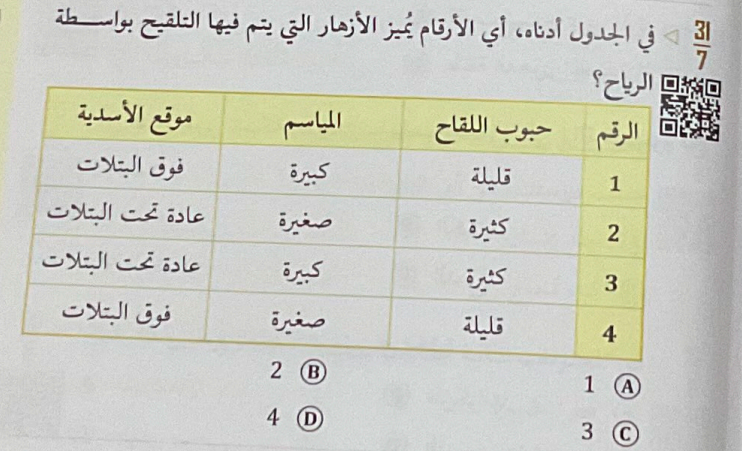 31/7 ◁ في الجدول أدناه، أي الأرقام يُميز الأزهار التي يتم فيها التلقيح بواسطة
الرياح؟
الرقم | حبوب اللقاح | المياسم | موقع الأسدية
1 | قليلة | كبيرة | فوق البتلات
2 | كثيرة | صغيرة | عادة تحت البتلات
3 | كثيرة | كبيرة | عادة تحت البتلات
4 | قليلة | صغيرة | فوق البتلات
1 Ⓐ 2 Ⓑ
3 Ⓒ 4 Ⓓ